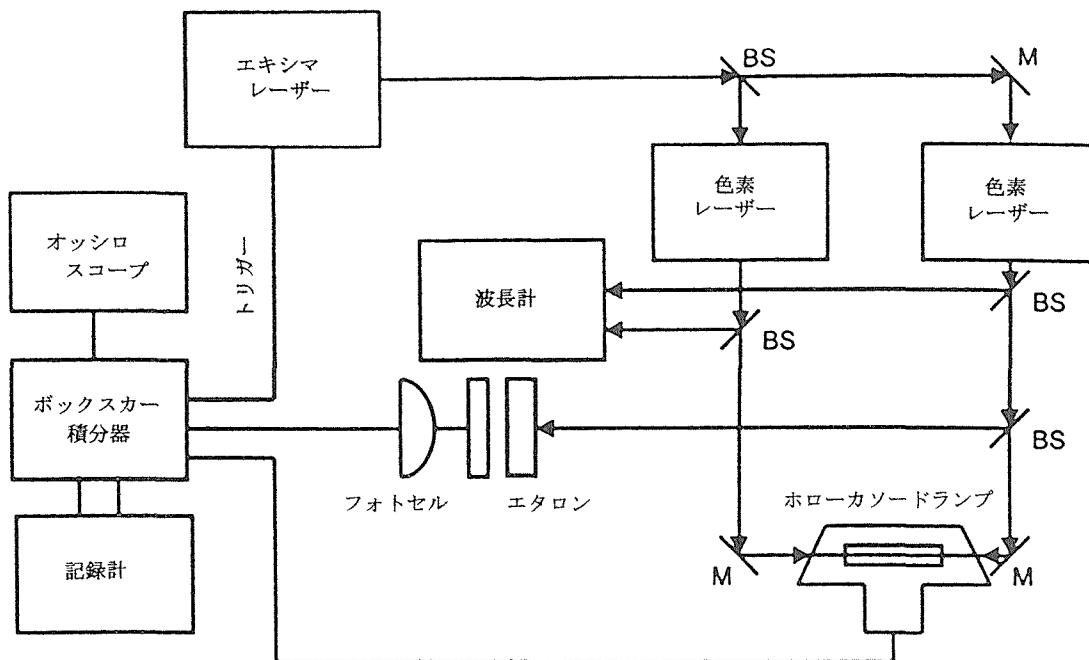 エキシマ
レーザー
BS
M
色素
レーザー
色素
レーザー
オッシロ
スコープ
トリガー
波長計
BS
BS
ボックスカー
積分器
BS
フォトセル
エタロン
ホローカソードランプ
記録計
M
M